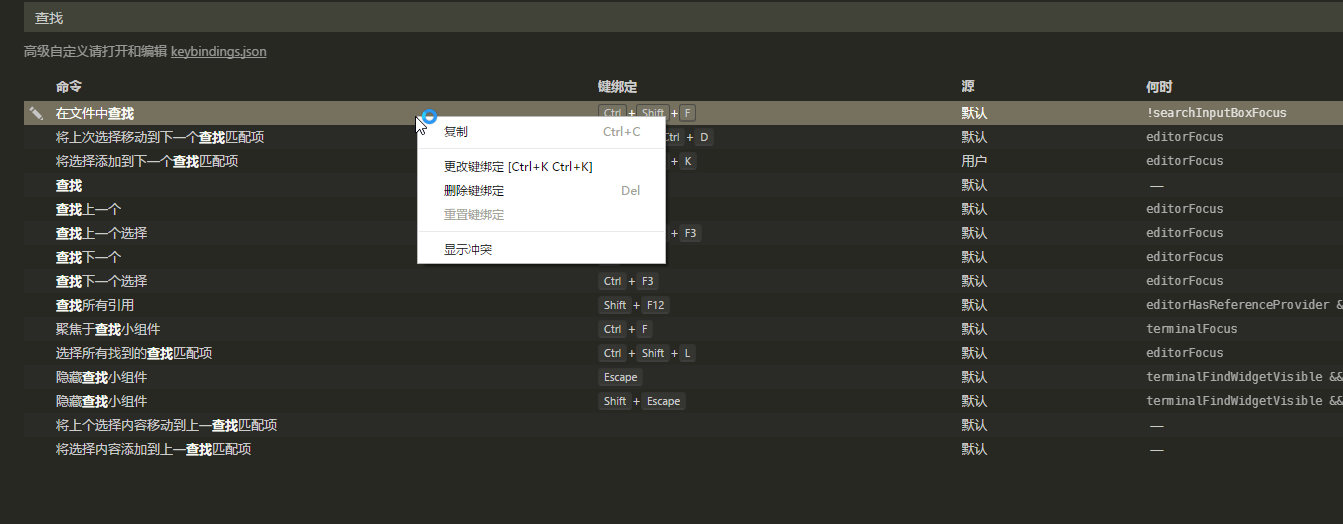 查找
高级自定义请打开和编辑 keybindings.json
命令 键绑定 源 何时
在文件中查找 Ctrl + Shift + F 默认 !searchInputBoxFocus
将上次选择移动到下一个查找匹配项 Ctrl + D 默认 editorFocus
将选择添加到下一个查找匹配项 + K 用户 editorFocus
查找 默认 —
查找上一个 默认 editorFocus
查找上一个选择 + F3 默认 editorFocus
查找下一个 默认 editorFocus
查找下一个选择 Ctrl + F3 默认 editorFocus
查找所有引用 Shift + F12 默认 editorHasReferenceProvider &
聚焦于查找小组件 Ctrl + F 默认 terminalFocus
选择所有找到的查找匹配项 Ctrl + Shift + L 默认 editorFocus
隐藏查找小组件 Escape 默认 terminalFindWidgetVisible &&
隐藏查找小组件 Shift + Escape 默认 terminalFindWidgetVisible &&
将上个选择内容移动到上一查找匹配项 默认 —
将选择内容添加到上一查找匹配项 默认 —
复制 Ctrl+C
更改键绑定 [Ctrl+K Ctrl+K]
删除键绑定 Del
重置键绑定
显示冲突